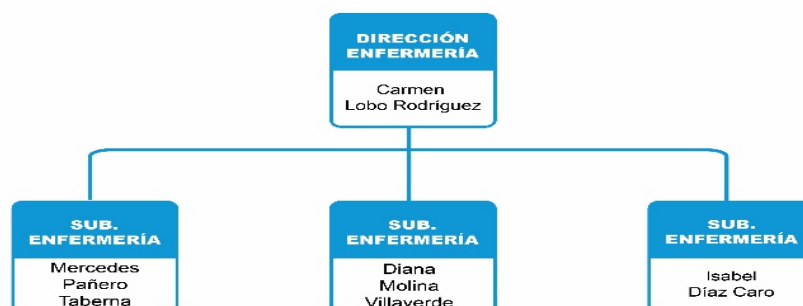 DIRECCIÓN
ENFERMERÍA
Carmen
Lobo Rodríguez
SUB.
ENFERMERÍA
Mercedes
Pañero
Taberna
SUB.
ENFERMERÍA
Diana
Molina
Villaverde
SUB.
ENFERMERÍA
Isabel
Díaz Caro